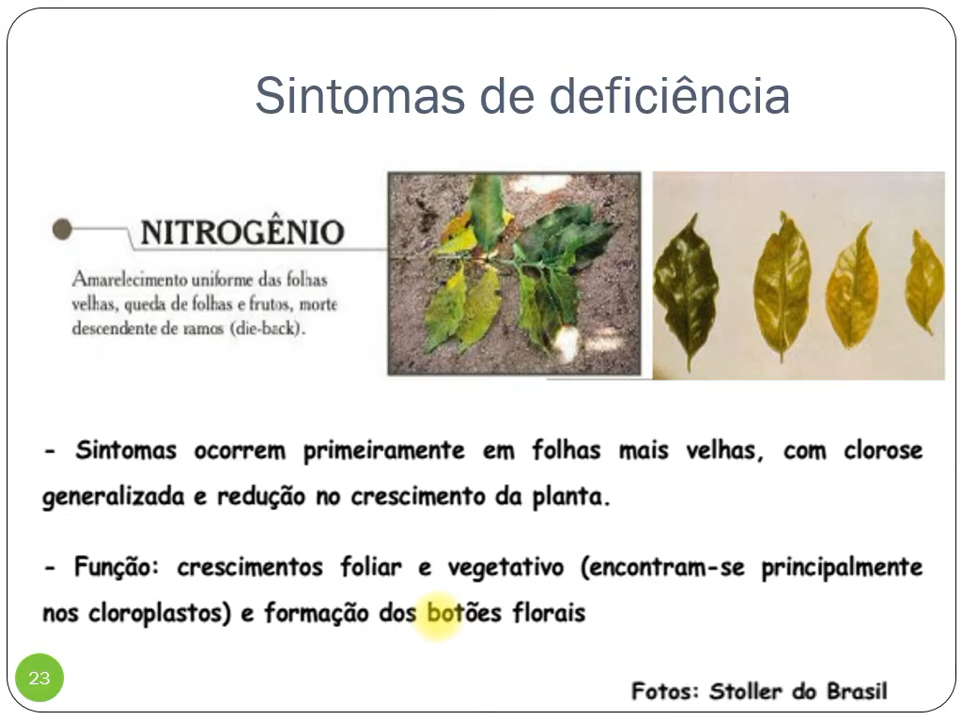 Sintomas de deficiência
NITROGÊNIO
Amarelecimento uniforme das folhas
velhas, queda de folhas e frutos, morte
descendente de ramos (die-back).
- Sintomas ocorrem primeiramente em folhas mais velhas, com clorose
generalizada e redução no crescimento da planta.
- Função: crescimentos foliar e vegetativo (encontram-se principalmente
nos cloroplastos) e formação dos botões florais
23
Fotos: Stoller do Brasil